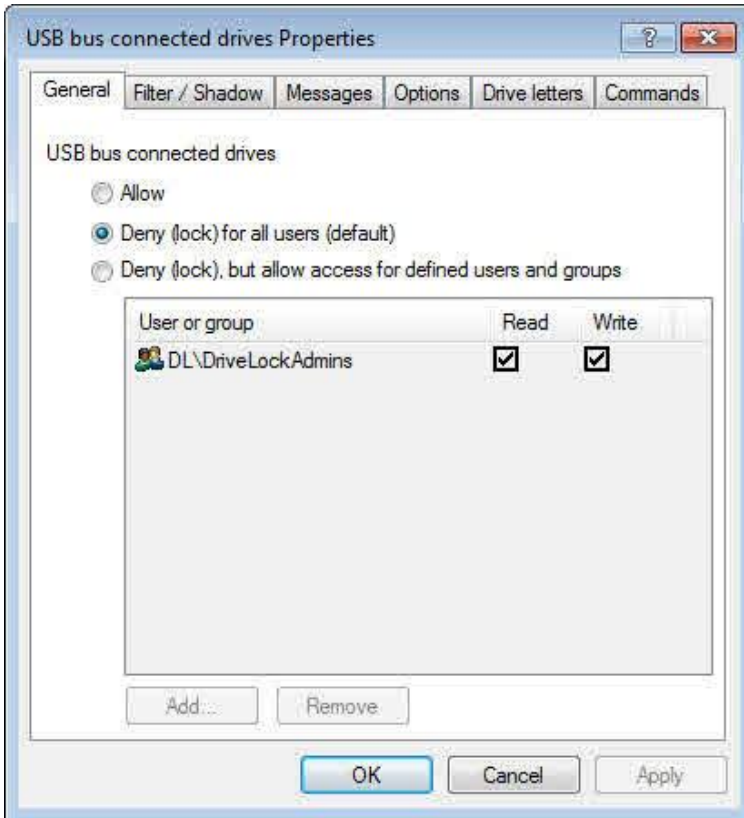 USB bus connected drives Properties
General Filter / Shadow Messages Options Drive letters Commands
USB bus connected drives
Allow
Deny (lock) for all users (default)
Deny (lock), but allow access for defined users and groups
User or group Read Write
DL\DriveLockAdmins
Add... Remove
OK Cancel Apply